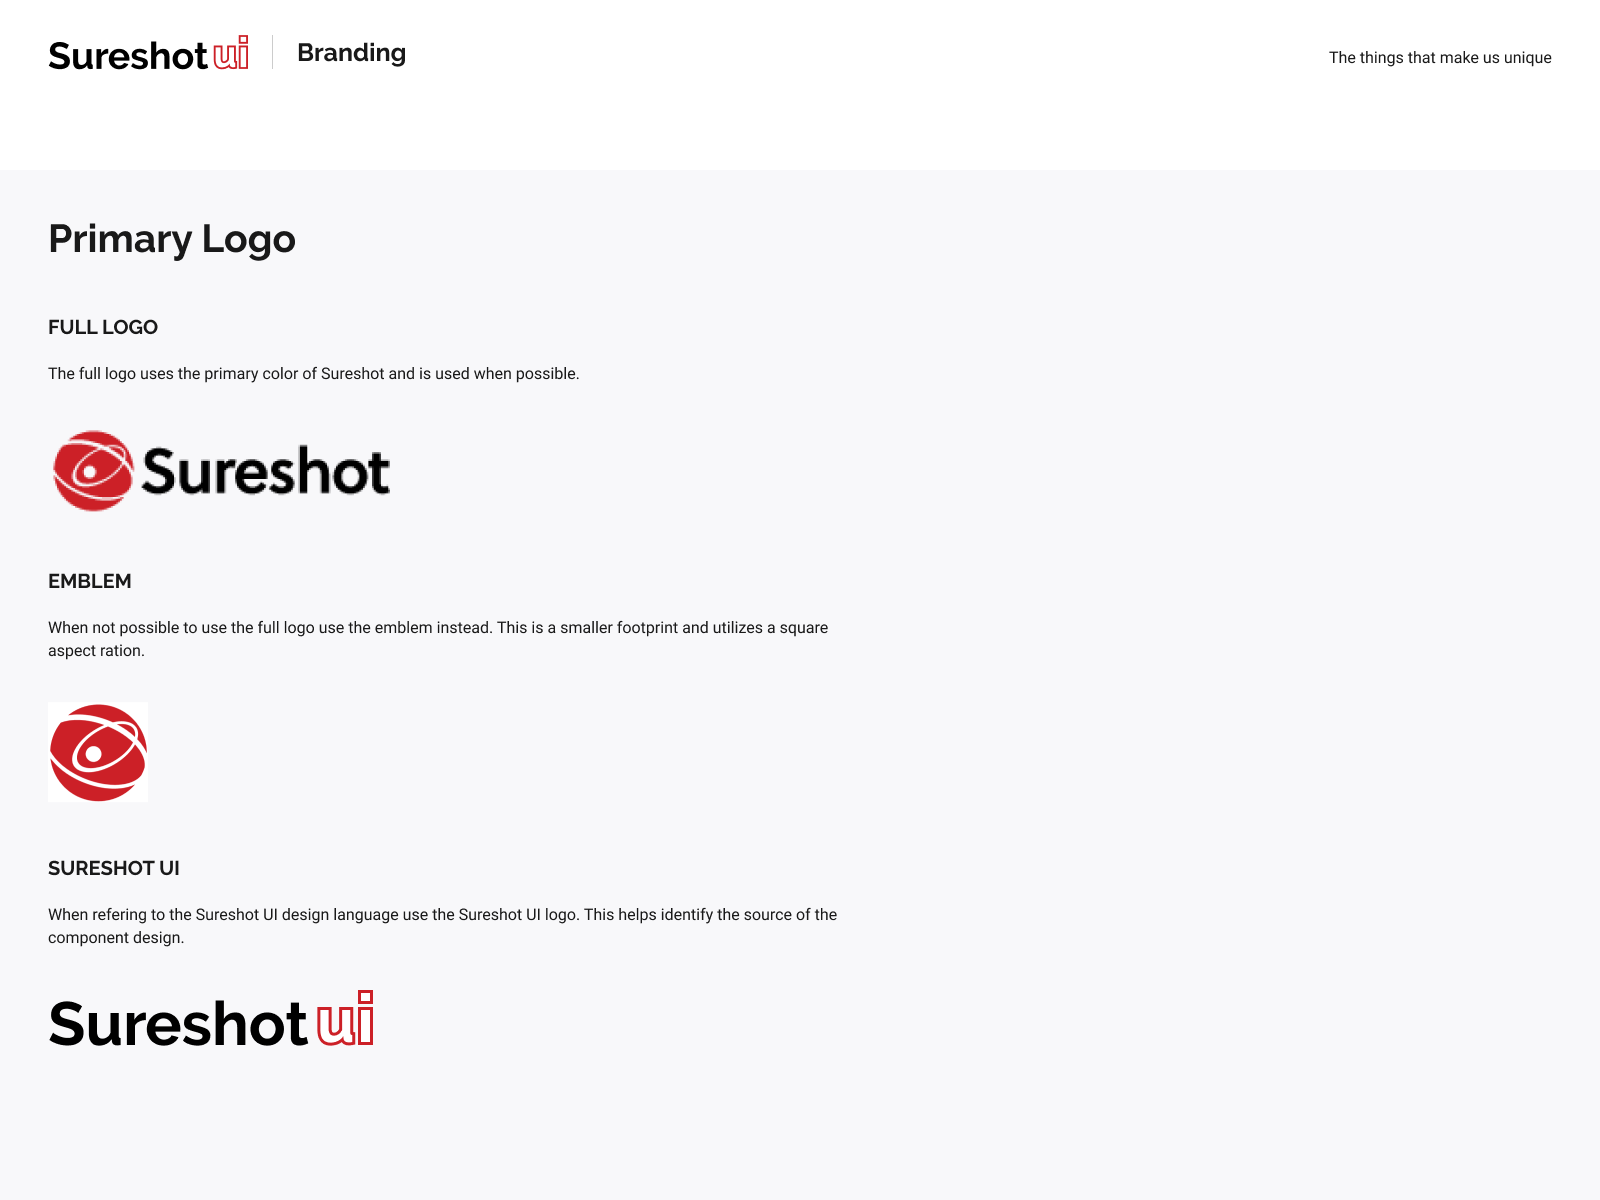 Sureshot ui
Branding
The things that make us unique
Primary Logo
FULL LOGO
The full logo uses the primary color of Sureshot and is used when possible.
Sureshot
EMBLEM
When not possible to use the full logo use the emblem instead. This is a smaller footprint and utilizes a square
aspect ration.
SURESHOT UI
When refering to the Sureshot UI design language use the Sureshot UI logo. This helps identify the source of the
component design.
Sureshot ui